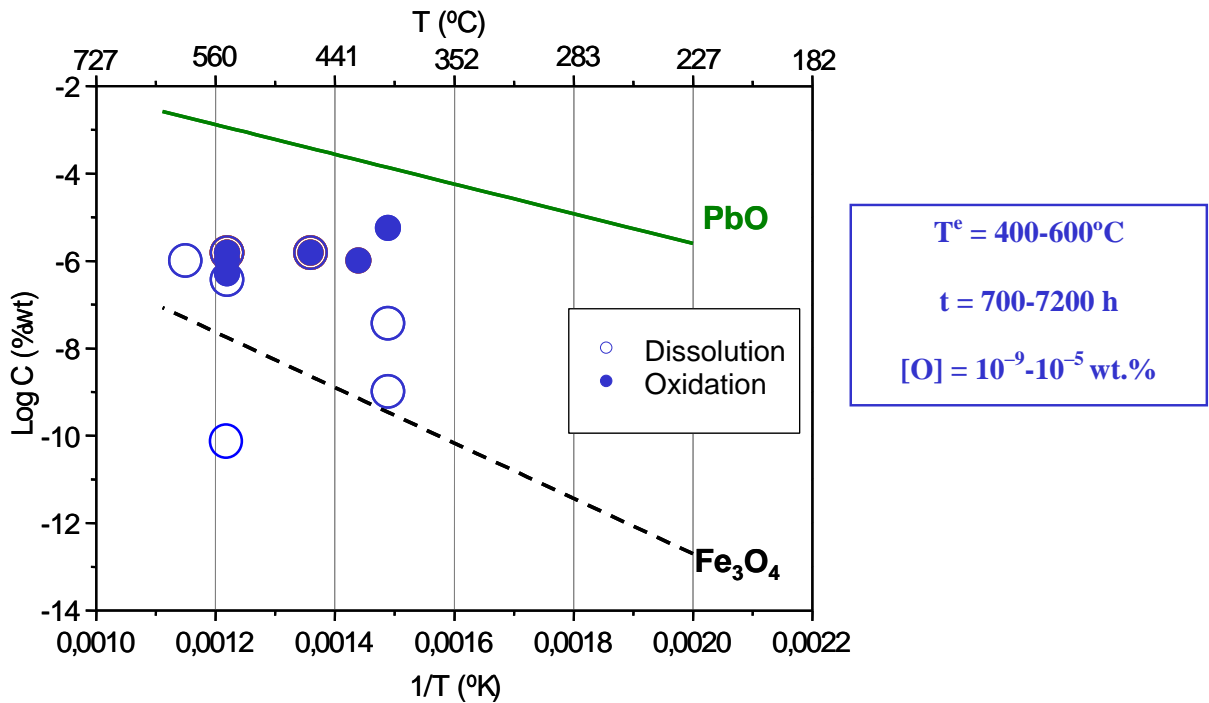 T (ºC)
727 560 441 352 283 227 182
-2
-4
-6
-8
-10
-12
-14
Log C (%wt)
PbO
Dissolution
Oxidation
Fe₃O₄
0,0010 0,0012 0,0014 0,0016 0,0018 0,0020 0,0022
1/T (ºK)
Tᵉ = 400-600ºC
t = 700-7200 h
[O] = 10⁻⁹-10⁻⁵ wt.%